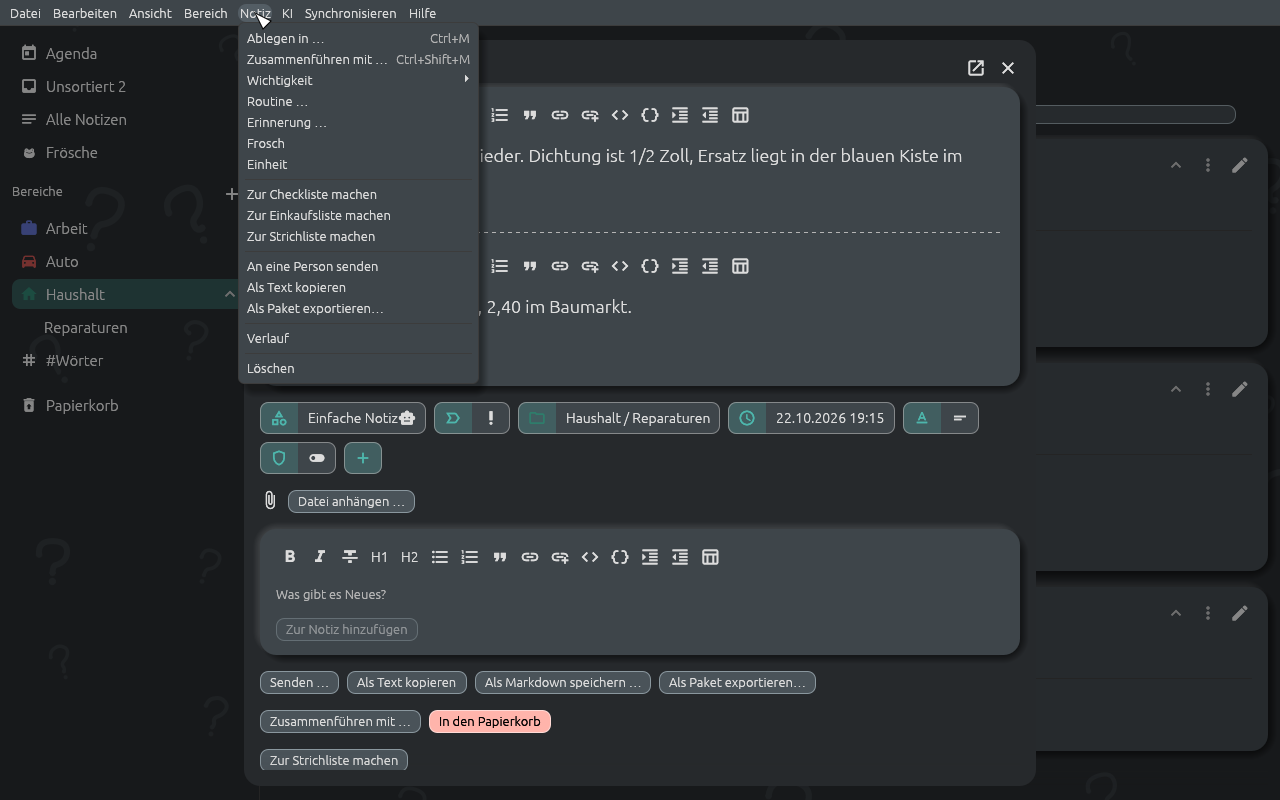 Datei Bearbeiten Ansicht Bereich Notiz KI Synchronisieren Hilfe
Agenda
Unsortiert 2
Alle Notizen
Frösche
Bereiche
Arbeit
Auto
Haushalt
Reparaturen
#Wörter
Papierkorb
Ablegen in … Ctrl+M
Zusammenführen mit … Ctrl+Shift+M
Wichtigkeit
Routine …
Erinnerung …
Frosch
Einheit
Zur Checkliste machen
Zur Einkaufsliste machen
Zur Strichliste machen
An eine Person senden
Als Text kopieren
Als Paket exportieren…
Verlauf
Löschen
ieder. Dichtung ist 1/2 Zoll, Ersatz liegt in der blauen Kiste im
, 2,40 im Baumarkt.
Einfache Notiz
Haushalt / Reparaturen
22.10.2026 19:15
Datei anhängen …
B I S H1 H2
Was gibt es Neues?
Zur Notiz hinzufügen
Senden … Als Text kopieren Als Markdown speichern … Als Paket exportieren…
Zusammenführen mit … In den Papierkorb
Zur Strichliste machen